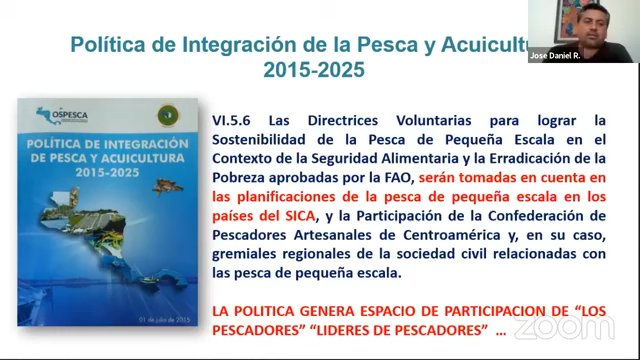 Política de Integración de la Pesca y Acuicultu
2015-2025
Jose Daniel R.
OSPESCA
POLÍTICA DE INTEGRACIÓN
DE PESCA Y ACUICULTURA
2015-2025
01 de julio de 2015
VI.5.6 Las Directrices Voluntarias para lograr la
Sostenibilidad de la Pesca de Pequeña Escala en el
Contexto de la Seguridad Alimentaria y la Erradicación de la
Pobreza aprobadas por la FAO, serán tomadas en cuenta en
las planificaciones de la pesca de pequeña escala en los
países del SICA, y la Participación de la Confederación de
Pescadores Artesanales de Centroamérica y, en su caso,
gremiales regionales de la sociedad civil relacionadas con
las pesca de pequeña escala.
LA POLITICA GENERA ESPACIO DE PARTICIPACION DE “LOS
PESCADORES” “LIDERES DE PESCADORES” ...
zoom